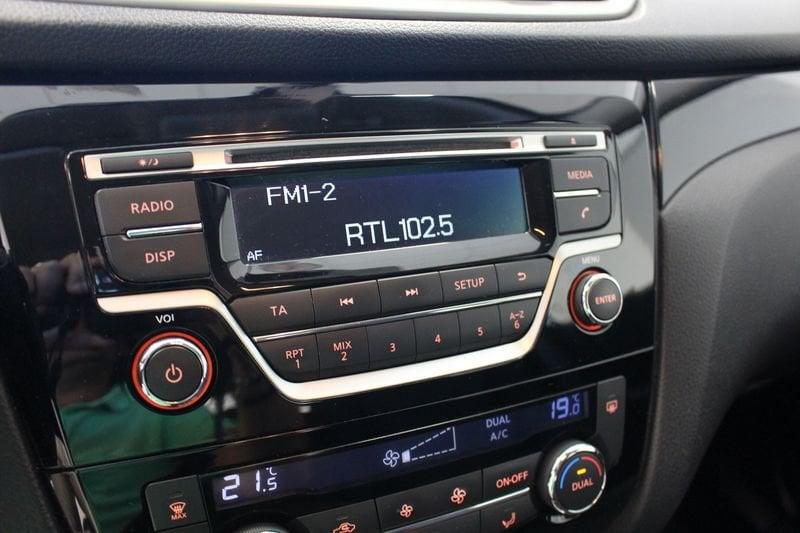 RADIO
DISP
FM1-2
RTL102.5
AF
MEDIA
TA
SETUP
VOL
MENU
ENTER
RPT
1
MIX
2
3
4
5
A-Z
6
21.5 °C
DUAL
A/C
19.0 °C
MAX
ON·OFF
DUAL